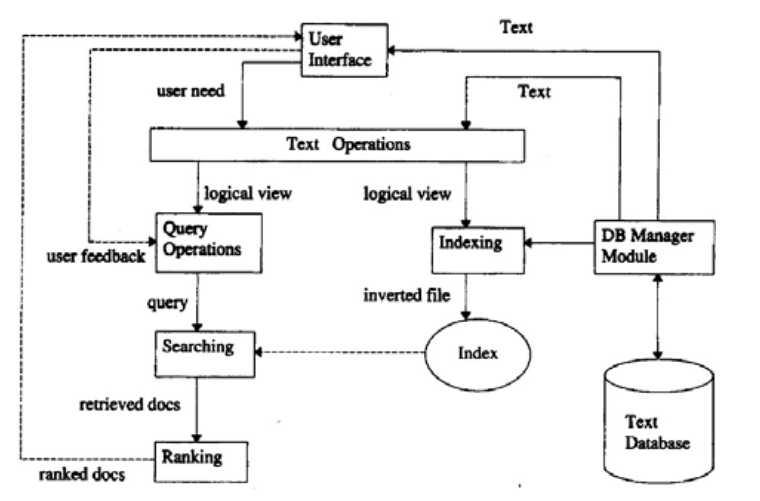 Text
User
Interface
user need
Text
Text Operations
logical view
logical view
Query
Operations
user feedback
Indexing
DB Manager
Module
query
inverted file
Searching
Index
retrieved docs
Text
Database
Ranking
ranked docs